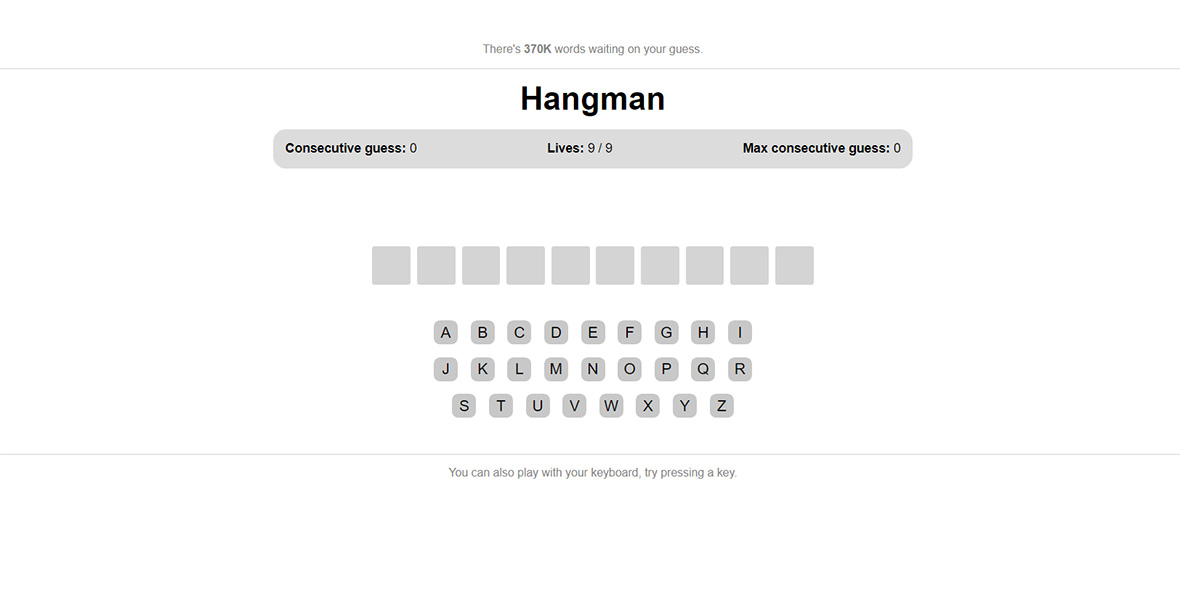 There's 370K words waiting on your guess.
Hangman
Consecutive guess: 0 Lives: 9 / 9 Max consecutive guess: 0
A B C D E F G H I
J K L M N O P Q R
S T U V W X Y Z
You can also play with your keyboard, try pressing a key.